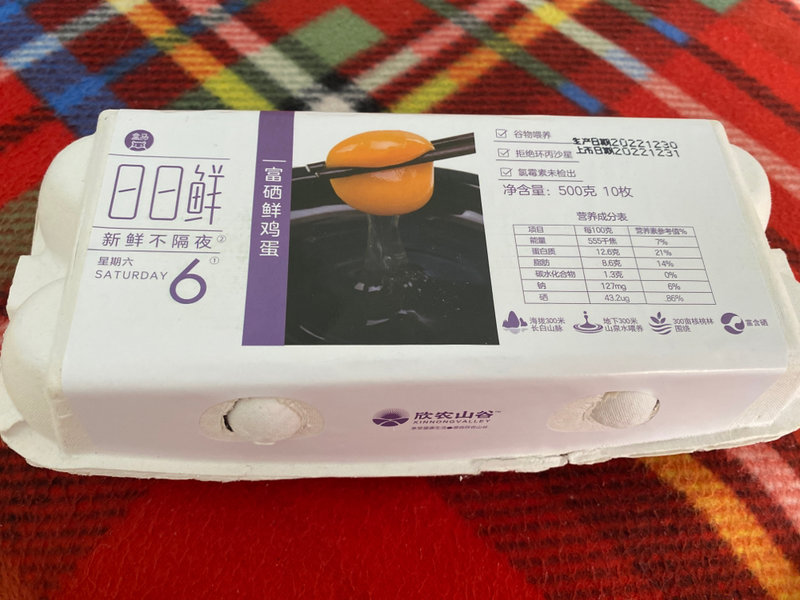 盒马
日日鲜
新鲜不隔夜②
星期六
SATURDAY 6①
富硒鲜鸡蛋
谷物喂养
拒绝环丙沙星
氯霉素未检出
生产日期20221230
上市日期20221231
净含量: 500克 10枚
营养成分表
项目 每100克 营养素参考值%
能量 555千焦 7%
蛋白质 12.6克 21%
脂肪 8.6克 14%
碳水化合物 1.3克 0%
钠 127mg 6%
硒 43.2ug 86%
海拔300米
长白山脉
地下300米
山泉水喂养
300亩核桃林
围绕
富含硒
欣农山谷™
XINNONGVALLEY